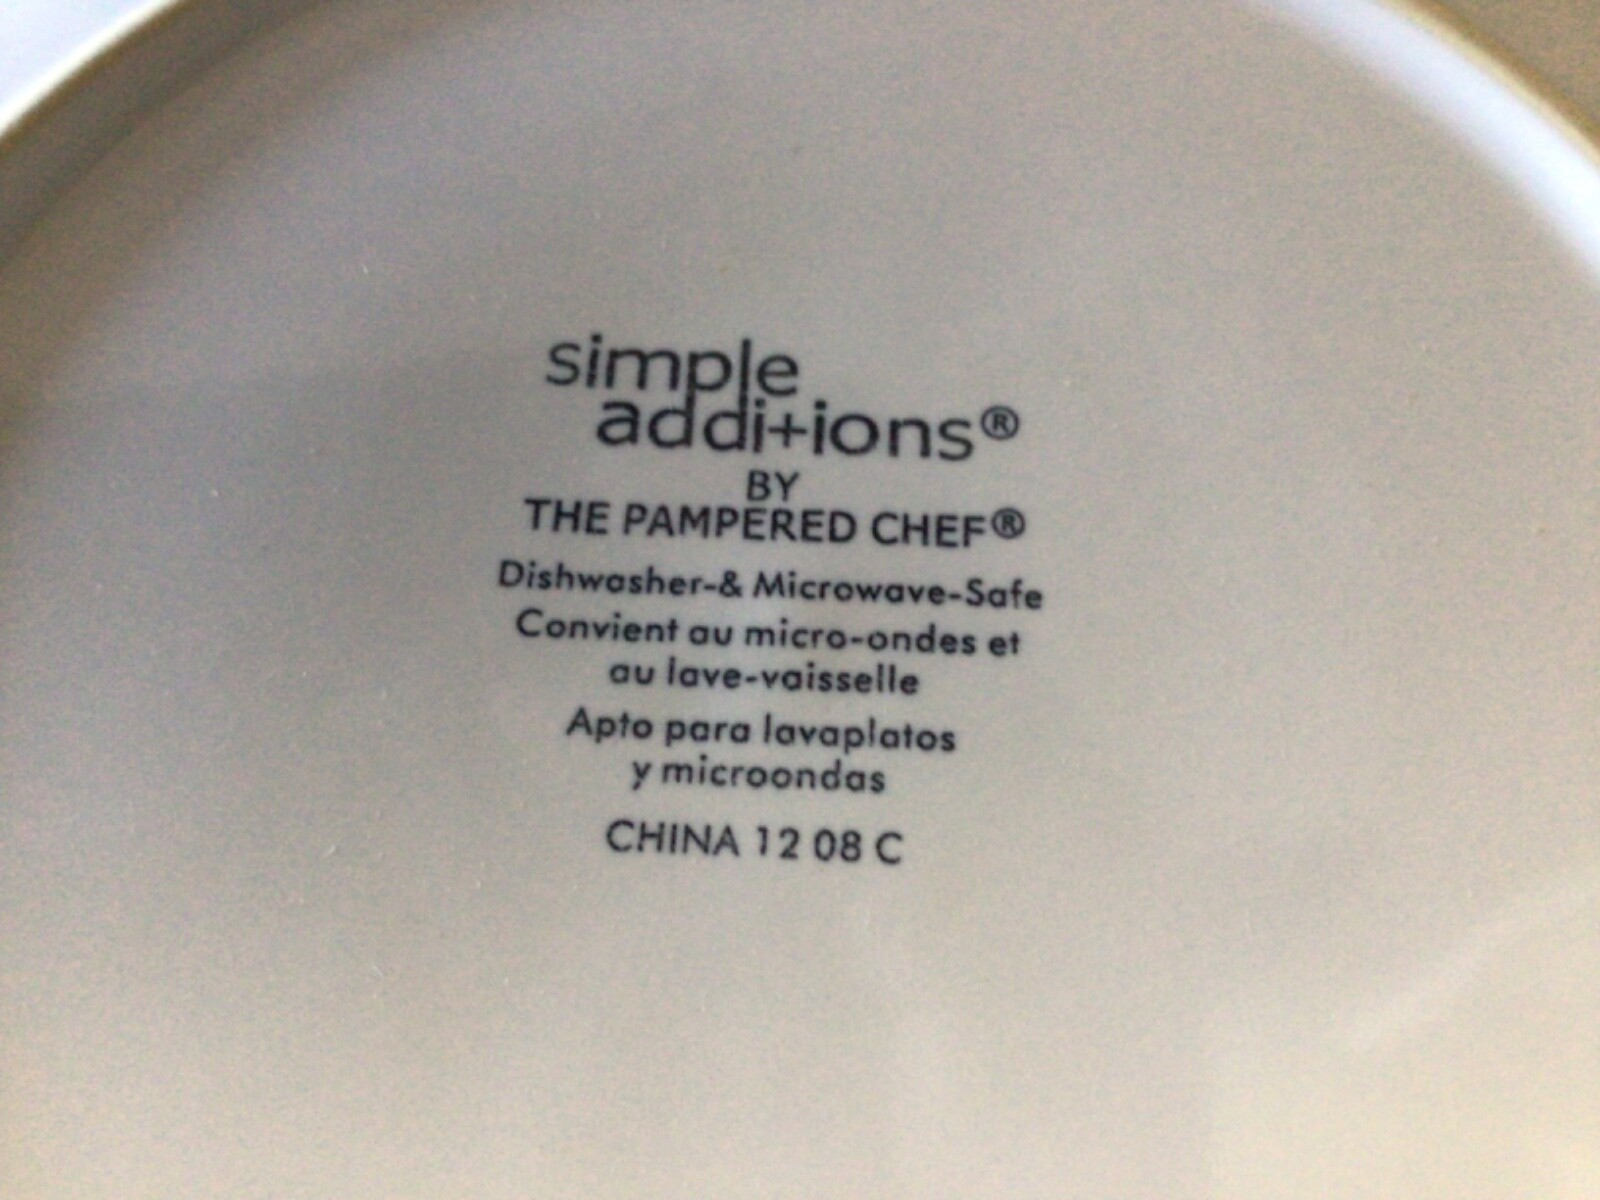 simple
addi+ions®
BY
THE PAMPERED CHEF®
Dishwasher-& Microwave-Safe
Convient au micro-ondes et
au lave-vaisselle
Apto para lavaplatos
y microondas
CHINA 12 08 C